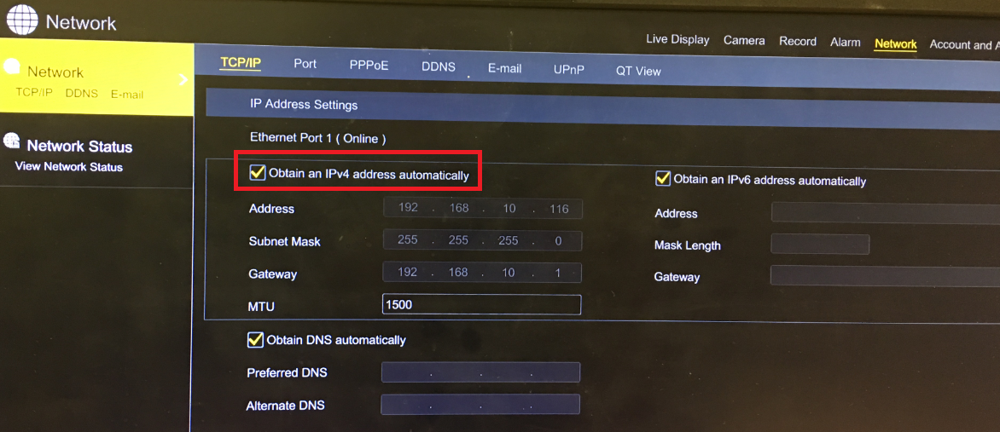 Network
Live Display Camera Record Alarm Network Account and A
Network
TCP/IP DDNS E-mail
Network Status
View Network Status
TCP/IP Port PPPoE DDNS E-mail UPnP QT View
IP Address Settings
Ethernet Port 1 ( Online )
Obtain an IPv4 address automatically
Address 192 . 168 . 10 . 116
Subnet Mask 255 . 255 . 255 . 0
Gateway 192 . 168 . 10 . 1
MTU 1500
Obtain an IPv6 address automatically
Address
Mask Length
Gateway
Obtain DNS automatically
Preferred DNS . . .
Alternate DNS . . .